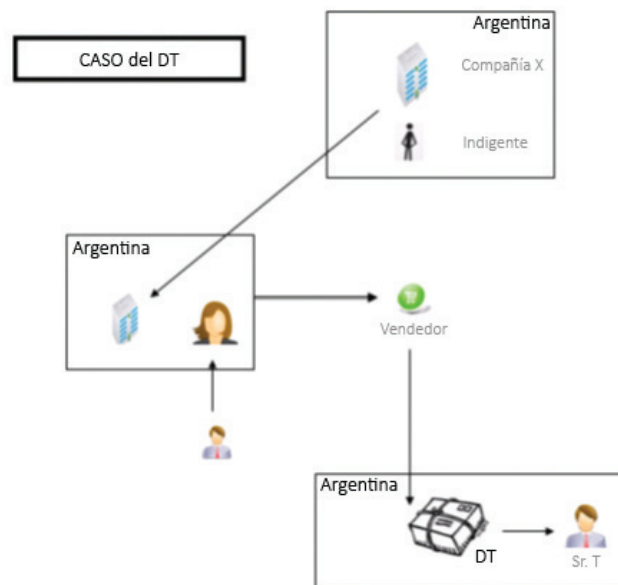 Argentina
CASO del DT
Compañía X
Indigente
Argentina
Vendedor
Argentina
DT
Sr. T